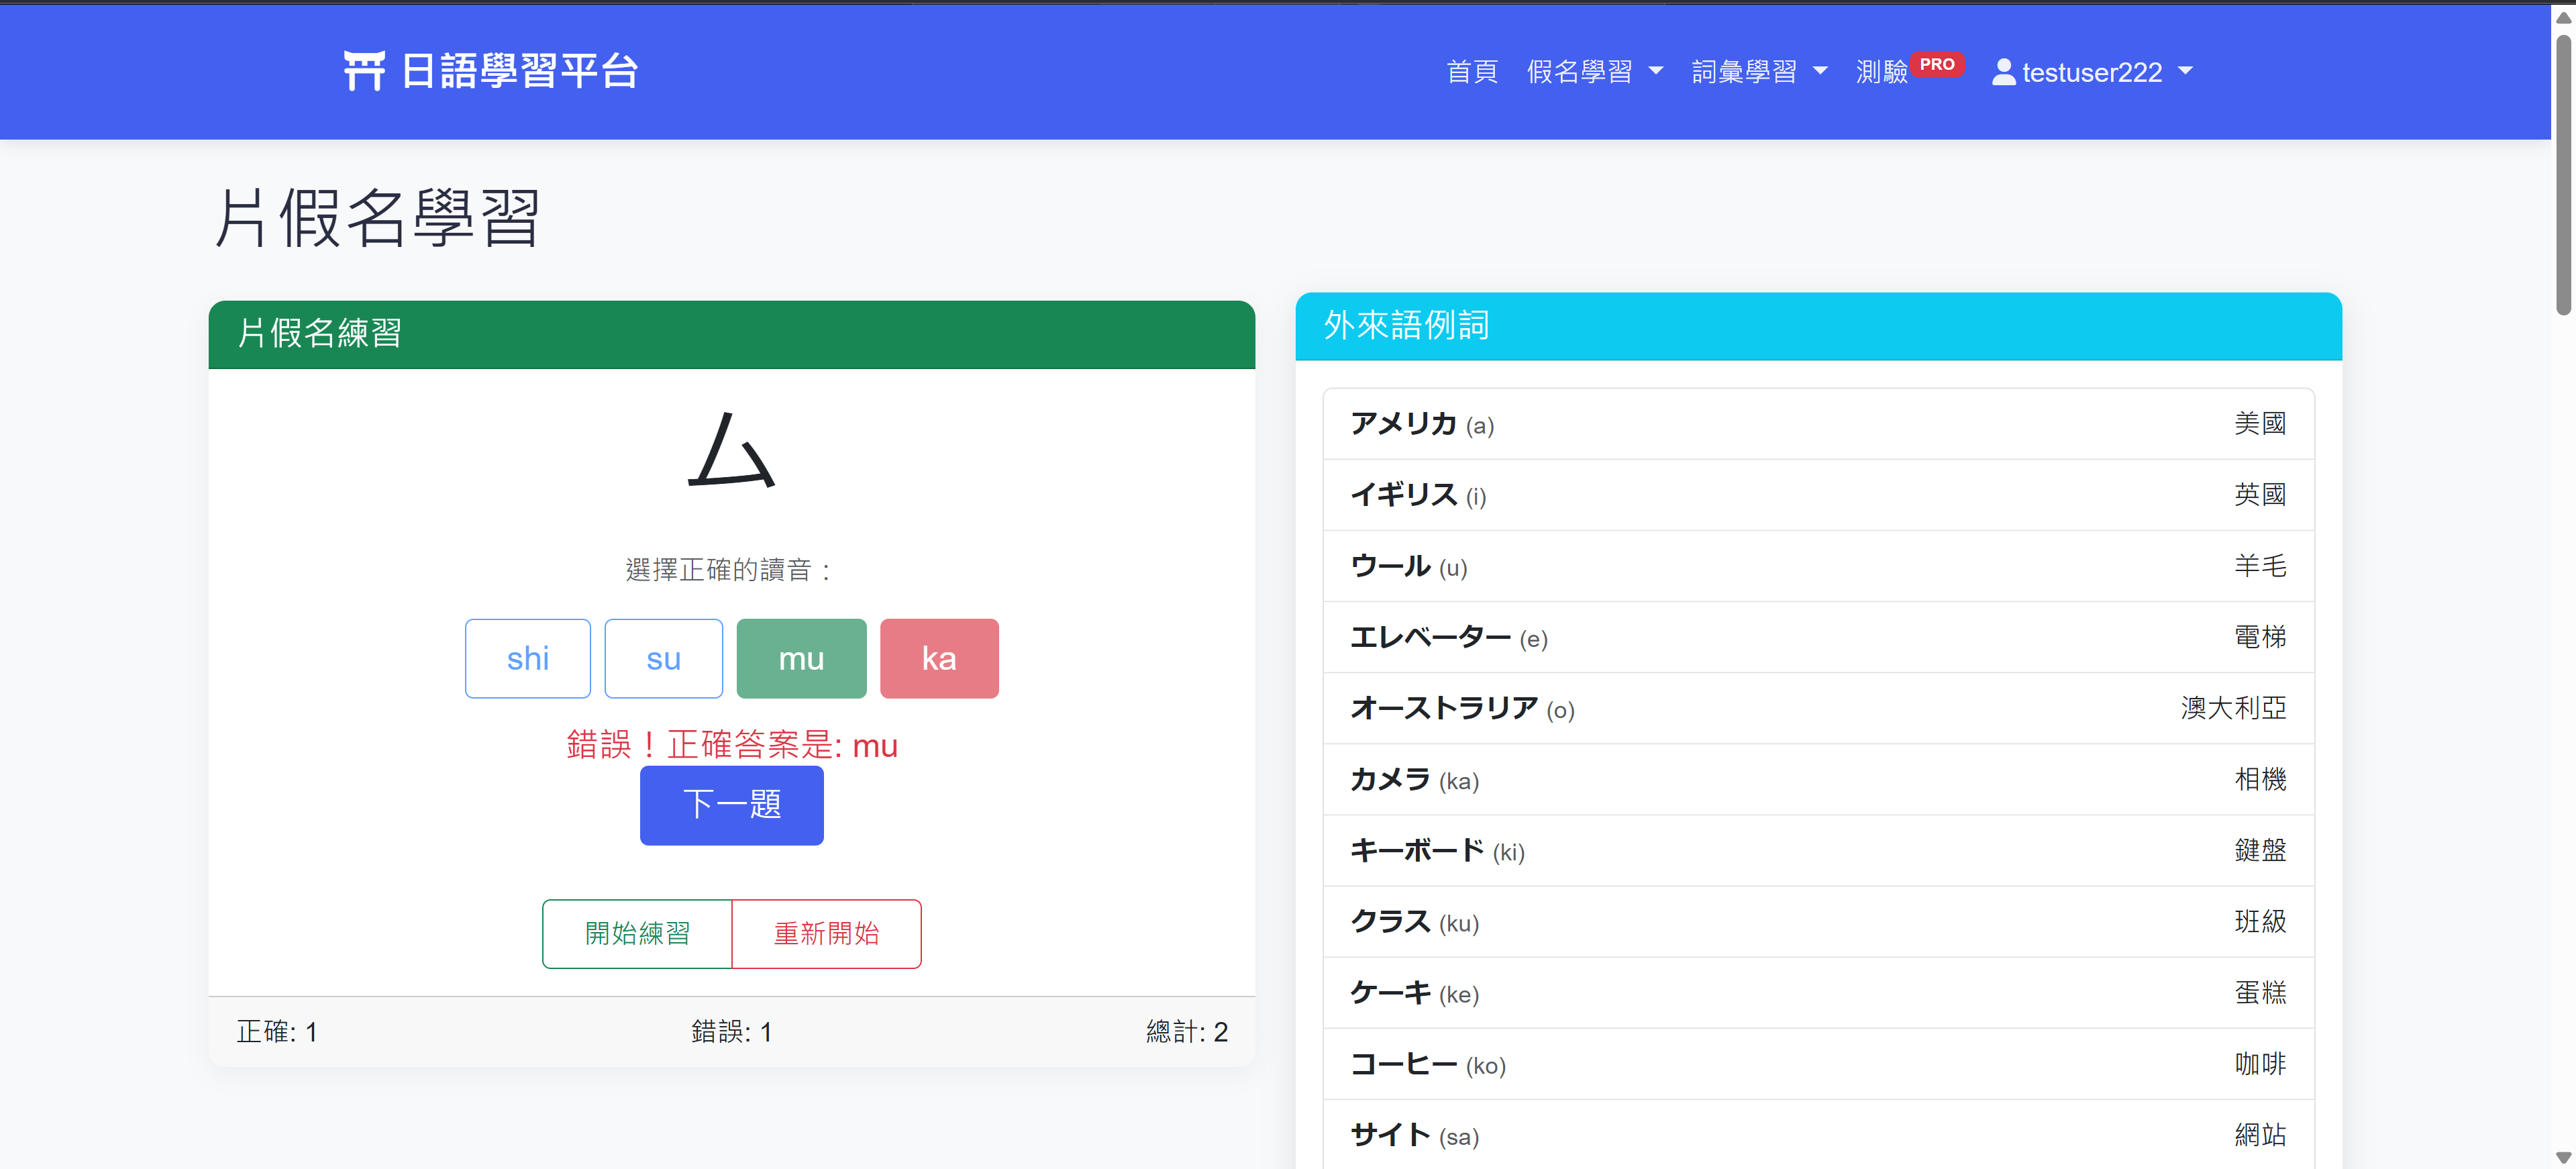 日語學習平台
首頁 假名學習 詞彙學習 測驗 PRO testuser222
片假名學習
片假名練習
ム
選擇正確的讀音：
shi su mu ka
錯誤！正確答案是: mu
下一題
開始練習 重新開始
正確: 1 錯誤: 1 總計: 2
外來語例詞
アメリカ (a) 美國
イギリス (i) 英國
ウール (u) 羊毛
エレベーター (e) 電梯
オーストラリア (o) 澳大利亞
カメラ (ka) 相機
キーボード (ki) 鍵盤
クラス (ku) 班級
ケーキ (ke) 蛋糕
コーヒー (ko) 咖啡
サイト (sa) 網站